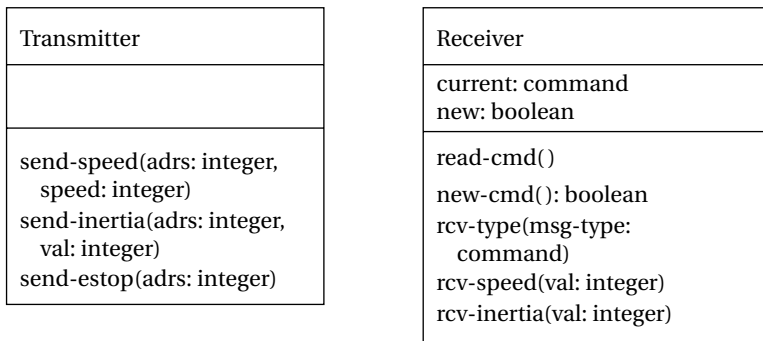 Transmitter
send-speed(adrs: integer,
speed: integer)
send-inertia(adrs: integer,
val: integer)
send-estop(adrs: integer)
Receiver
current: command
new: boolean
read-cmd()
new-cmd(): boolean
rcv-type(msg-type:
command)
rcv-speed(val: integer)
rcv-inertia(val: integer)